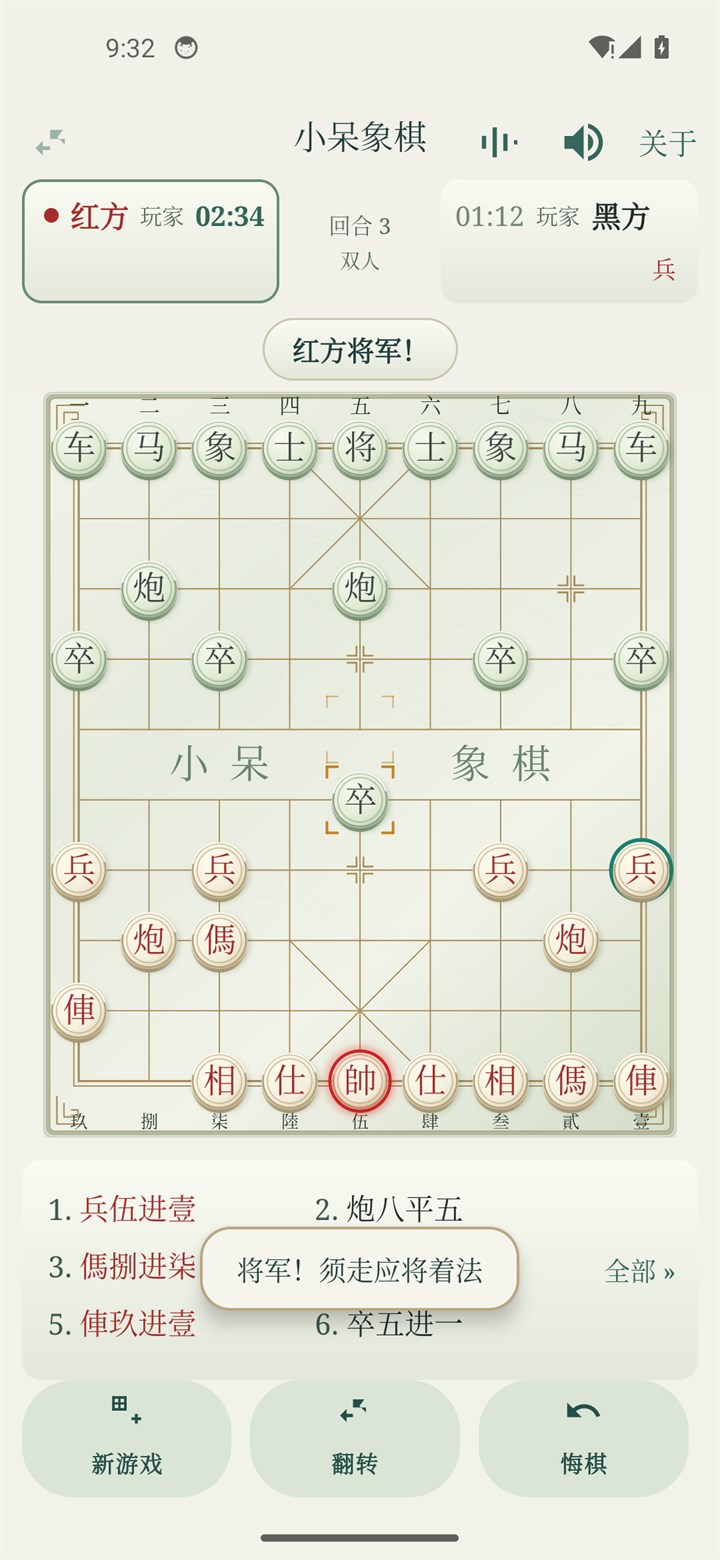 9:32
小呆象棋
关于
红方 玩家 02:34
回合 3
双人
01:12 玩家 黑方
兵
红方将军！
一 二 三 四 五 六 七 八 九
车 马 象 士 将 士 象 马 车
炮 炮
卒 卒 卒 卒
小呆 象棋
卒
兵 兵 兵 兵
炮 傌 炮
俥
相 仕 帥 仕 相 傌 俥
玖 捌 柒 陸 伍 肆 叁 貳 壹
1. 兵伍进壹 2. 炮八平五
3. 傌捌进柒
将军！须走应将着法
全部 »
5. 俥玖进壹 6. 卒五进一
新游戏 翻转 悔棋